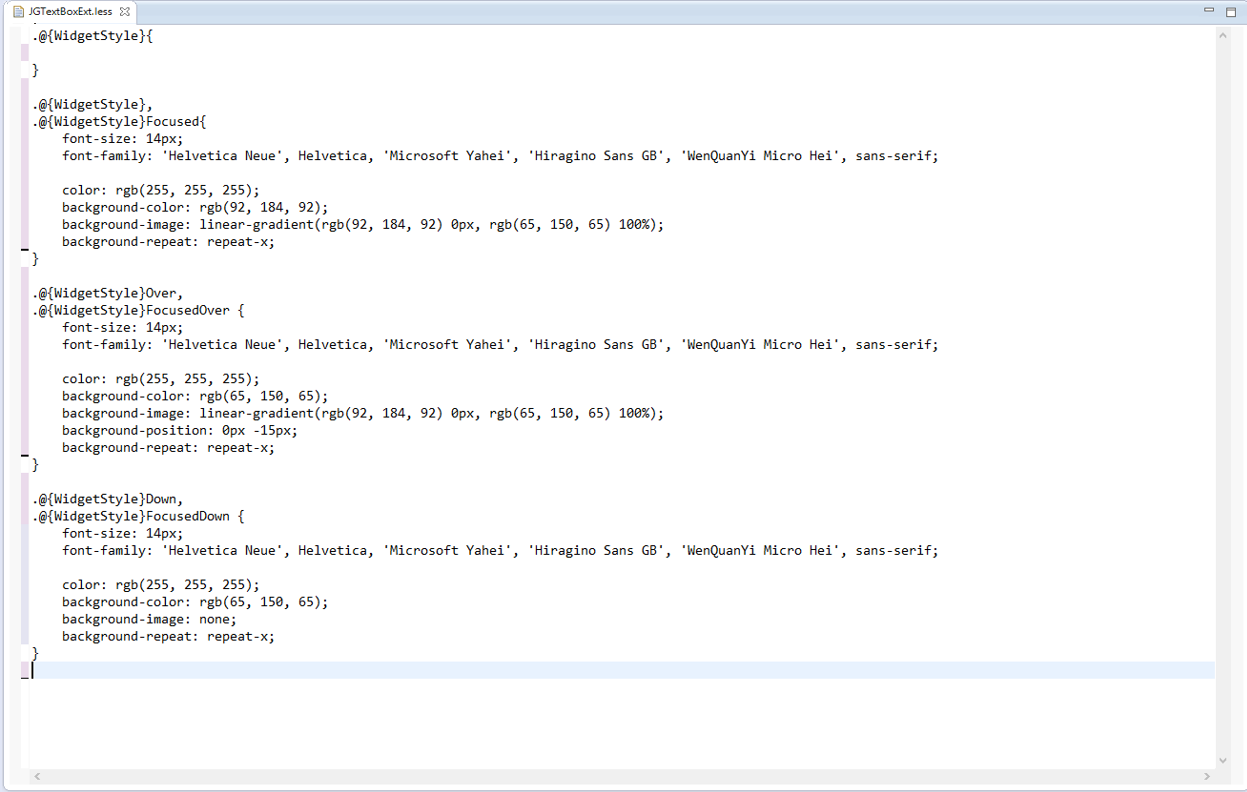 JGTextBoxExt.less
.@{WidgetStyle}{
}
.@{WidgetStyle},
.@{WidgetStyle}Focused{
    font-size: 14px;
    font-family: 'Helvetica Neue', Helvetica, 'Microsoft Yahei', 'Hiragino Sans GB', 'WenQuanYi Micro Hei', sans-serif;
    color: rgb(255, 255, 255);
    background-color: rgb(92, 184, 92);
    background-image: linear-gradient(rgb(92, 184, 92) 0px, rgb(65, 150, 65) 100%);
    background-repeat: repeat-x;
}
.@{WidgetStyle}Over,
.@{WidgetStyle}FocusedOver {
    font-size: 14px;
    font-family: 'Helvetica Neue', Helvetica, 'Microsoft Yahei', 'Hiragino Sans GB', 'WenQuanYi Micro Hei', sans-serif;
    color: rgb(255, 255, 255);
    background-color: rgb(65, 150, 65);
    background-image: linear-gradient(rgb(92, 184, 92) 0px, rgb(65, 150, 65) 100%);
    background-position: 0px -15px;
    background-repeat: repeat-x;
}
.@{WidgetStyle}Down,
.@{WidgetStyle}FocusedDown {
    font-size: 14px;
    font-family: 'Helvetica Neue', Helvetica, 'Microsoft Yahei', 'Hiragino Sans GB', 'WenQuanYi Micro Hei', sans-serif;
    color: rgb(255, 255, 255);
    background-color: rgb(65, 150, 65);
    background-image: none;
    background-repeat: repeat-x;
}